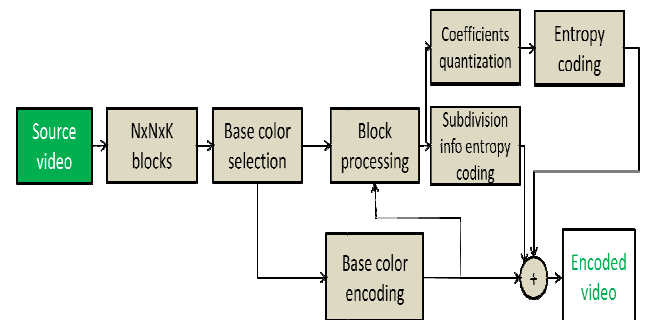 Coefficients
quantization
Entropy
coding
Source
video
NxNxK
blocks
Base color
selection
Block
processing
Subdivision
info entropy
coding
Base color
encoding
+
Encoded
video